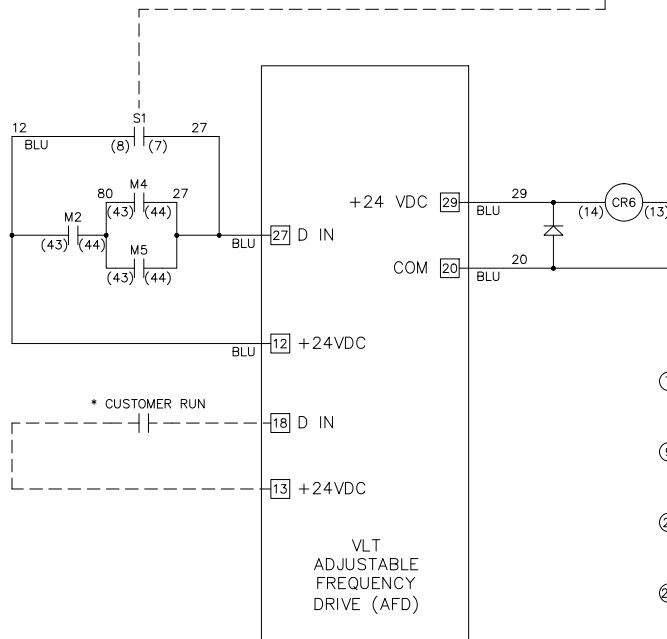 S1
12
27
BLU
(8)
(7)
M4
80
27
(43)
(44)
M2
(43)
(44)
M5
(43)
(44)
BLU
27 D IN
BLU
12 +24VDC
* CUSTOMER RUN
18 D IN
13 +24VDC
+24 VDC 29
29
BLU
(14)
CR6
(13)
COM 20
20
BLU
VLT
ADJUSTABLE
FREQUENCY
DRIVE (AFD)